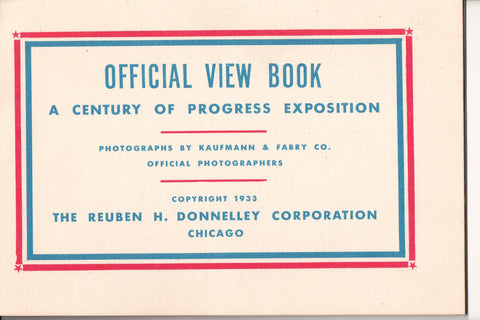 OFFICIAL VIEW BOOK
A CENTURY OF PROGRESS EXPOSITION
PHOTOGRAPHS BY KAUFMANN & FABRY CO.
OFFICIAL PHOTOGRAPHERS
COPYRIGHT 1933
THE REUBEN H. DONNELLEY CORPORATION
CHICAGO